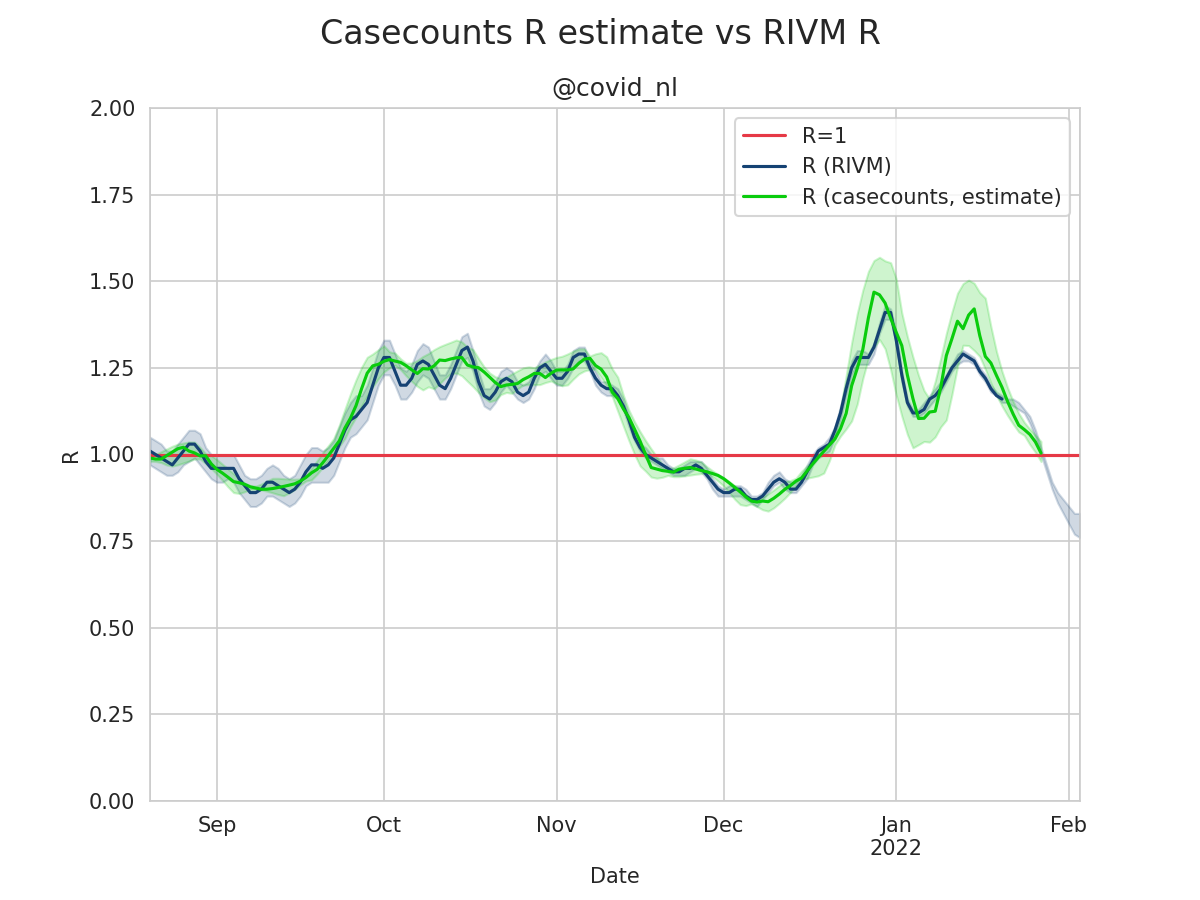 Casecounts R estimate vs RIVM R
@covid_nl
2.00
1.75
1.50
1.25
1.00
0.75
0.50
0.25
0.00
R
R=1
R (RIVM)
R (casecounts, estimate)
Sep Oct Nov Dec Jan Feb
2022
Date